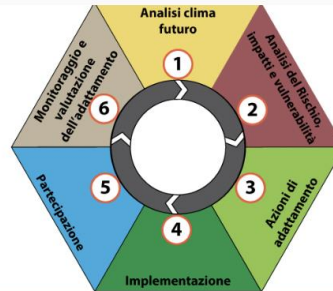 Analisi clima
futuro
1
Analisi del Rischio,
impatti e vulnerabilità
2
Azioni di
adattamento
3
Implementazione
4
Partecipazione
5
Monitoraggio e
valutazione
dell'adattamento
6